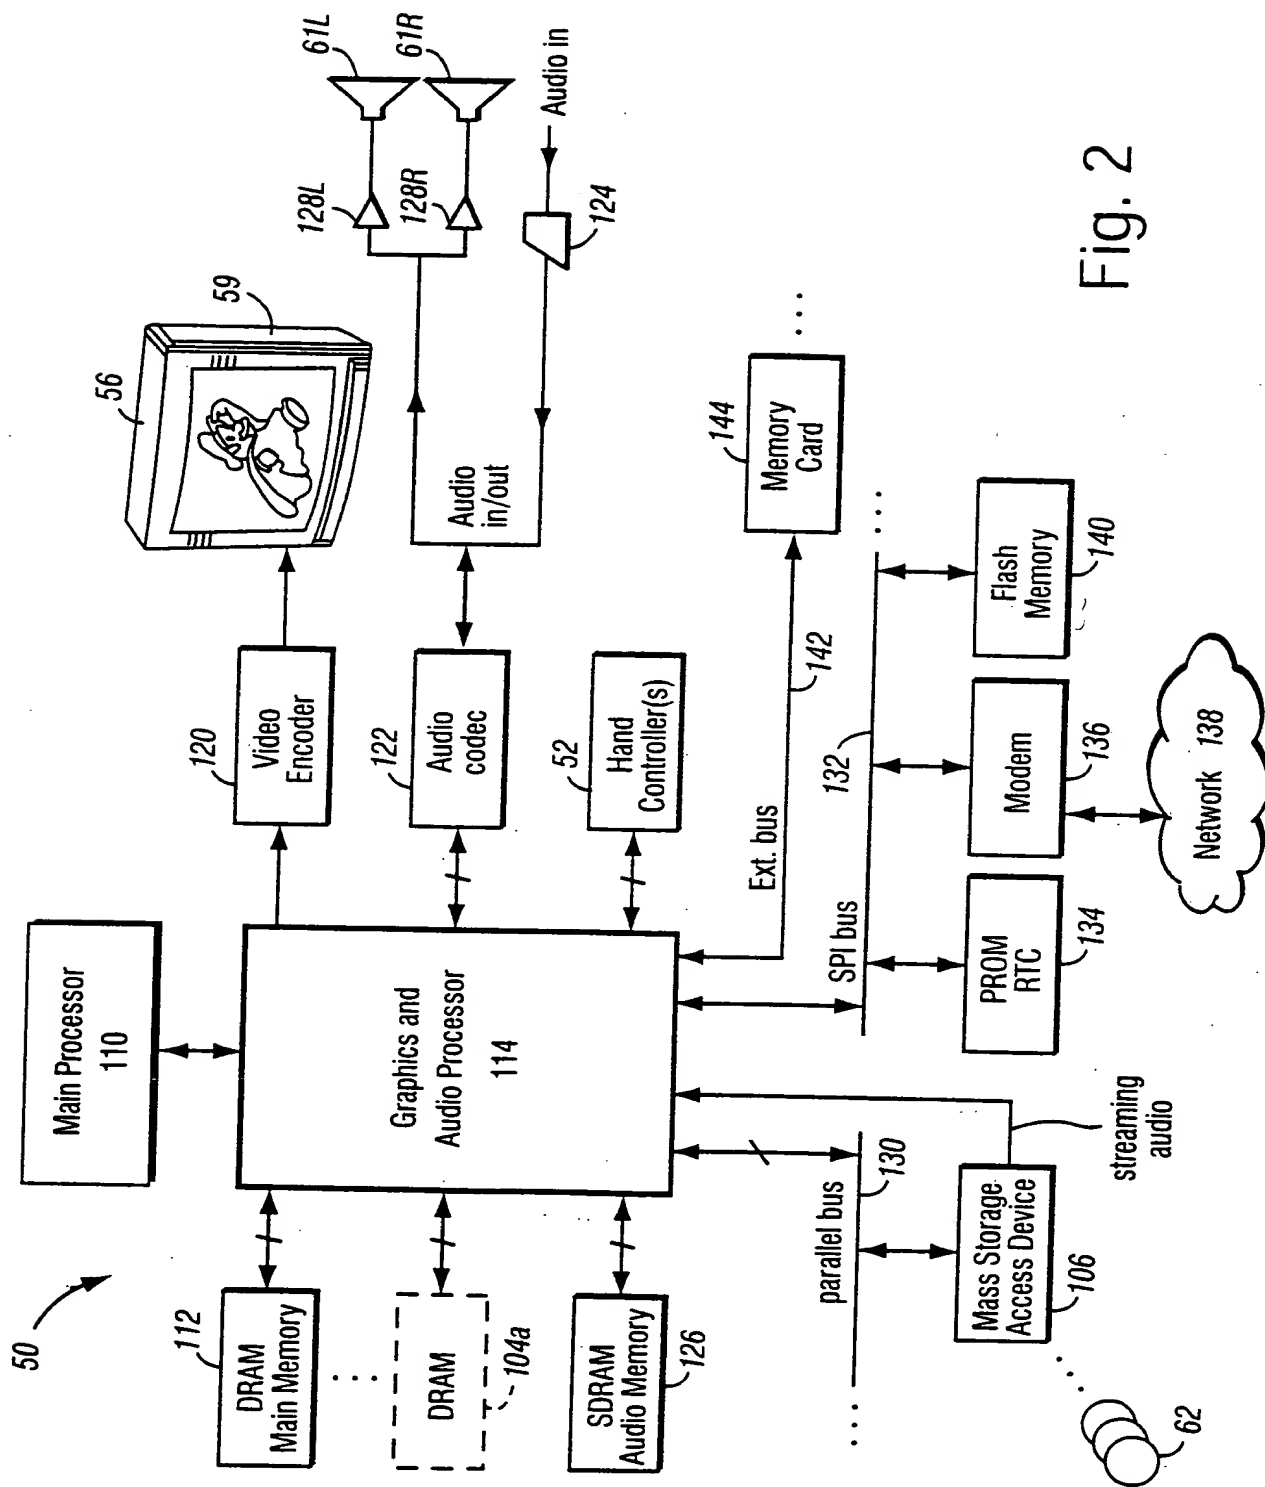 50
Main Processor
110
112
DRAM
Main Memory
...
DRAM
104a
SDRAM
Audio Memory
126
Graphics and
Audio Processor
114
120
Video
Encoder
56
59
122
Audio
codec
Audio
in/out
128L
61L
128R
61R
Audio in
124
52
Hand
Controller(s)
Ext. bus
142
144
Memory
Card
...
parallel bus
130
...
SPI bus
132
...
Mass Storage
Access Device
106
streaming
audio
...
62
PROM
RTC
134
Modem
136
Flash
Memory
140
Network 138
Fig. 2